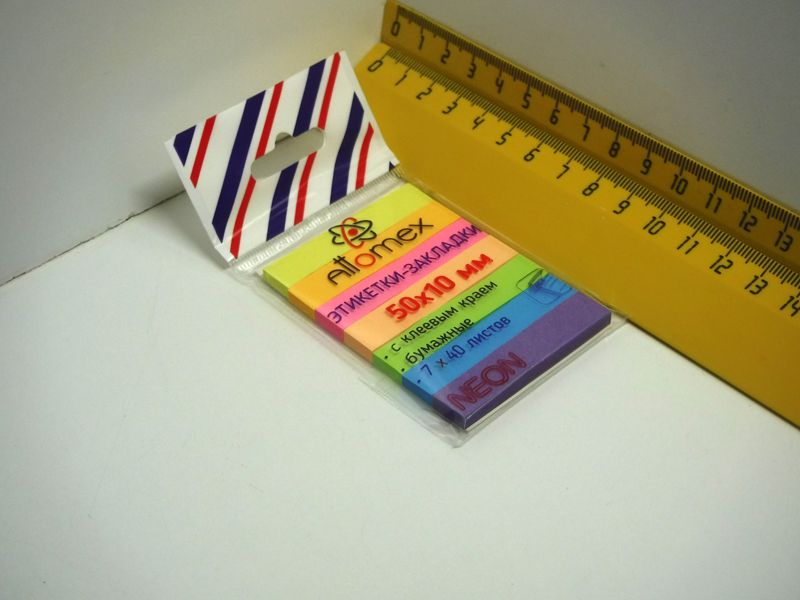 0 1 2 3 4 5 6 7 8 9 10 11 12 13
0 1 2 3 4 5 6 7 8 9 10 11 12 13 14
Attomex
ЭТИКЕТКИ-ЗАКЛАДКИ
50х10 мм
• с клеевым краем
• бумажные
• 7 х 40 листов
NEON